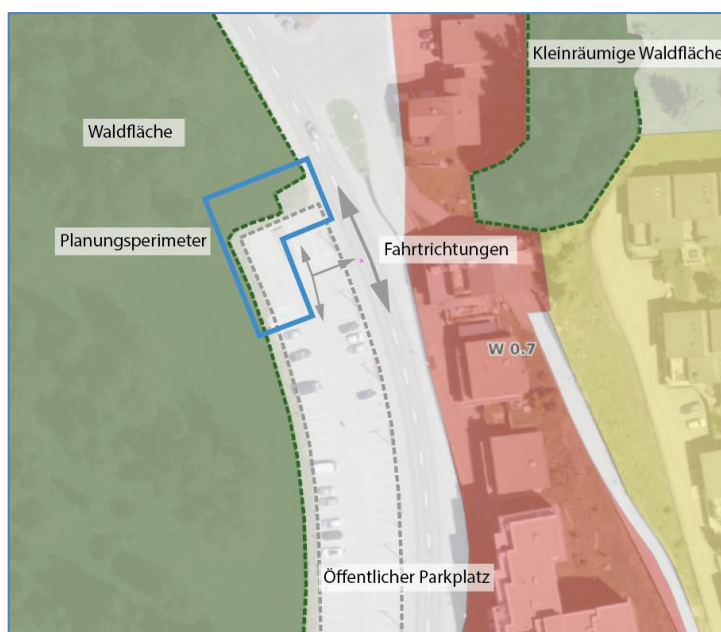 Kleinräumige Waldfläche
Waldfläche
Planungsperimeter
Fahrtrichtungen
W 0.7
Öffentlicher Parkplatz